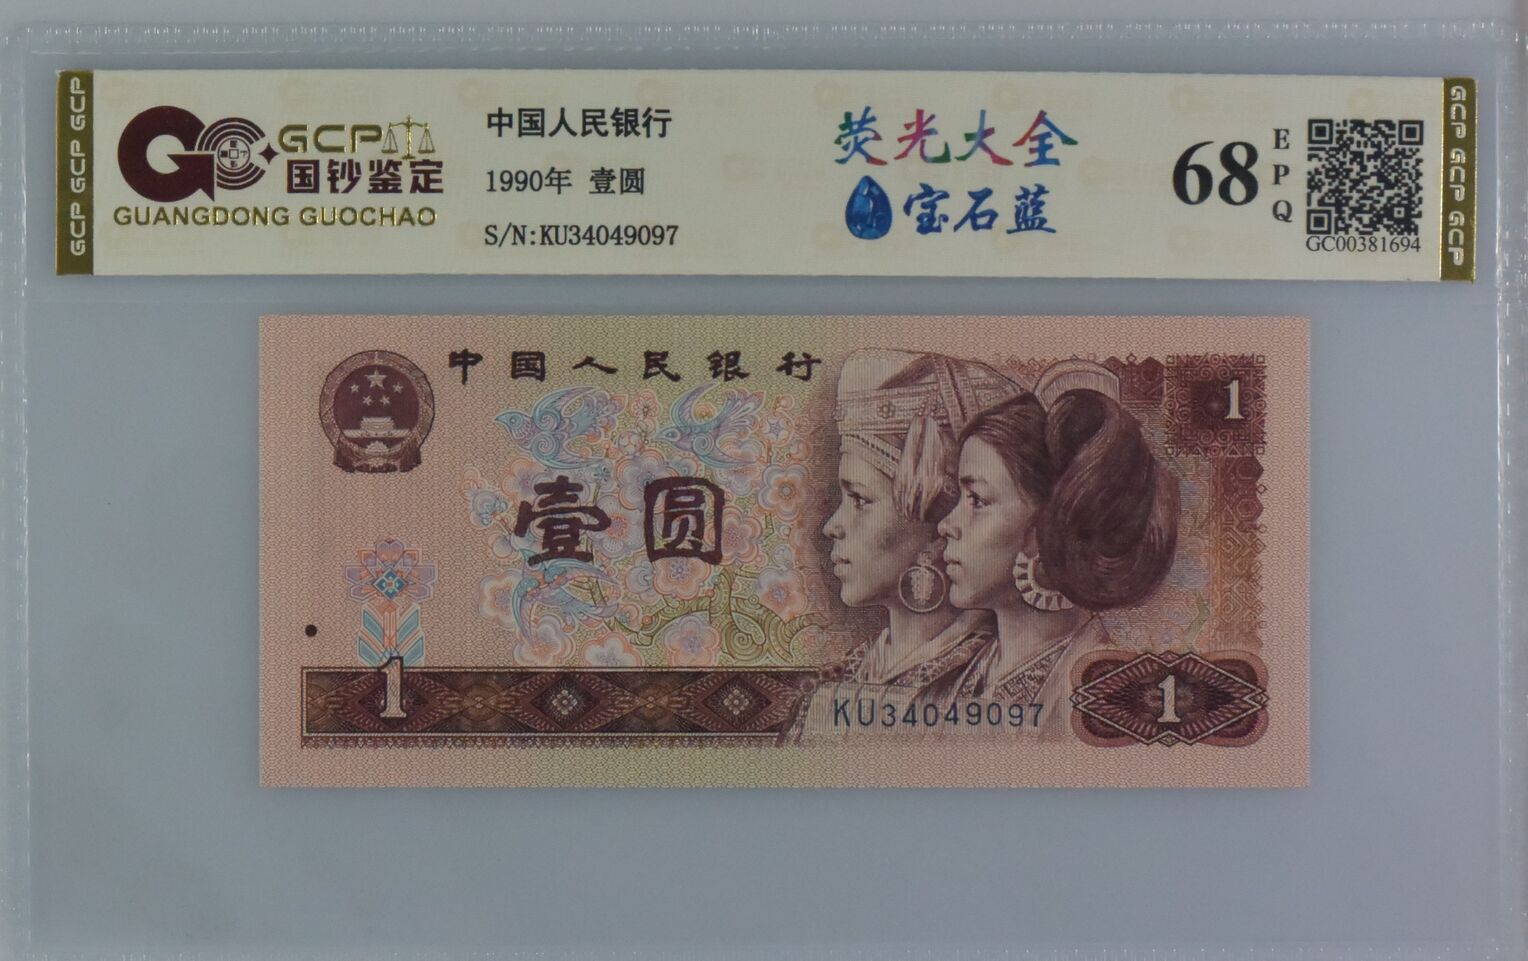 GCP GCP GCP
GCP
国钞鉴定
GUANGDONG GUOCHAO
中国人民银行
1990年 壹圆
S/N:KU34049097
荧光大全
宝石蓝
68
EPQ
GC00381694
GCP GCP GCP
中国人民银行
1
壹圆
1
KU34049097
1